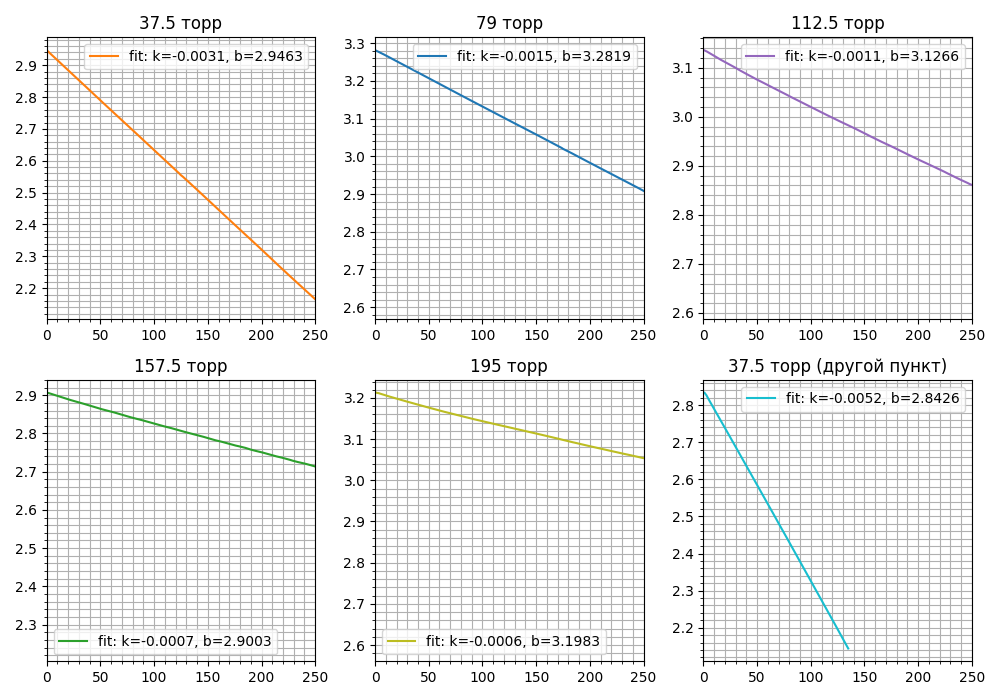 37.5 торр
79 торр
112.5 торр
fit: k=-0.0031, b=2.9463
fit: k=-0.0015, b=3.2819
fit: k=-0.0011, b=3.1266
2.9
2.8
2.7
2.6
2.5
2.4
2.3
2.2
0 50 100 150 200 250
3.3
3.2
3.1
3.0
2.9
2.8
2.7
2.6
0 50 100 150 200 250
3.1
3.0
2.9
2.8
2.7
2.6
0 50 100 150 200 250
157.5 торр
195 торр
37.5 торр (другой пункт)
2.9
2.8
2.7
2.6
2.5
2.4
2.3
fit: k=-0.0007, b=2.9003
0 50 100 150 200 250
3.2
3.1
3.0
2.9
2.8
2.7
2.6
fit: k=-0.0006, b=3.1983
0 50 100 150 200 250
fit: k=-0.0052, b=2.8426
2.8
2.7
2.6
2.5
2.4
2.3
2.2
0 50 100 150 200 250